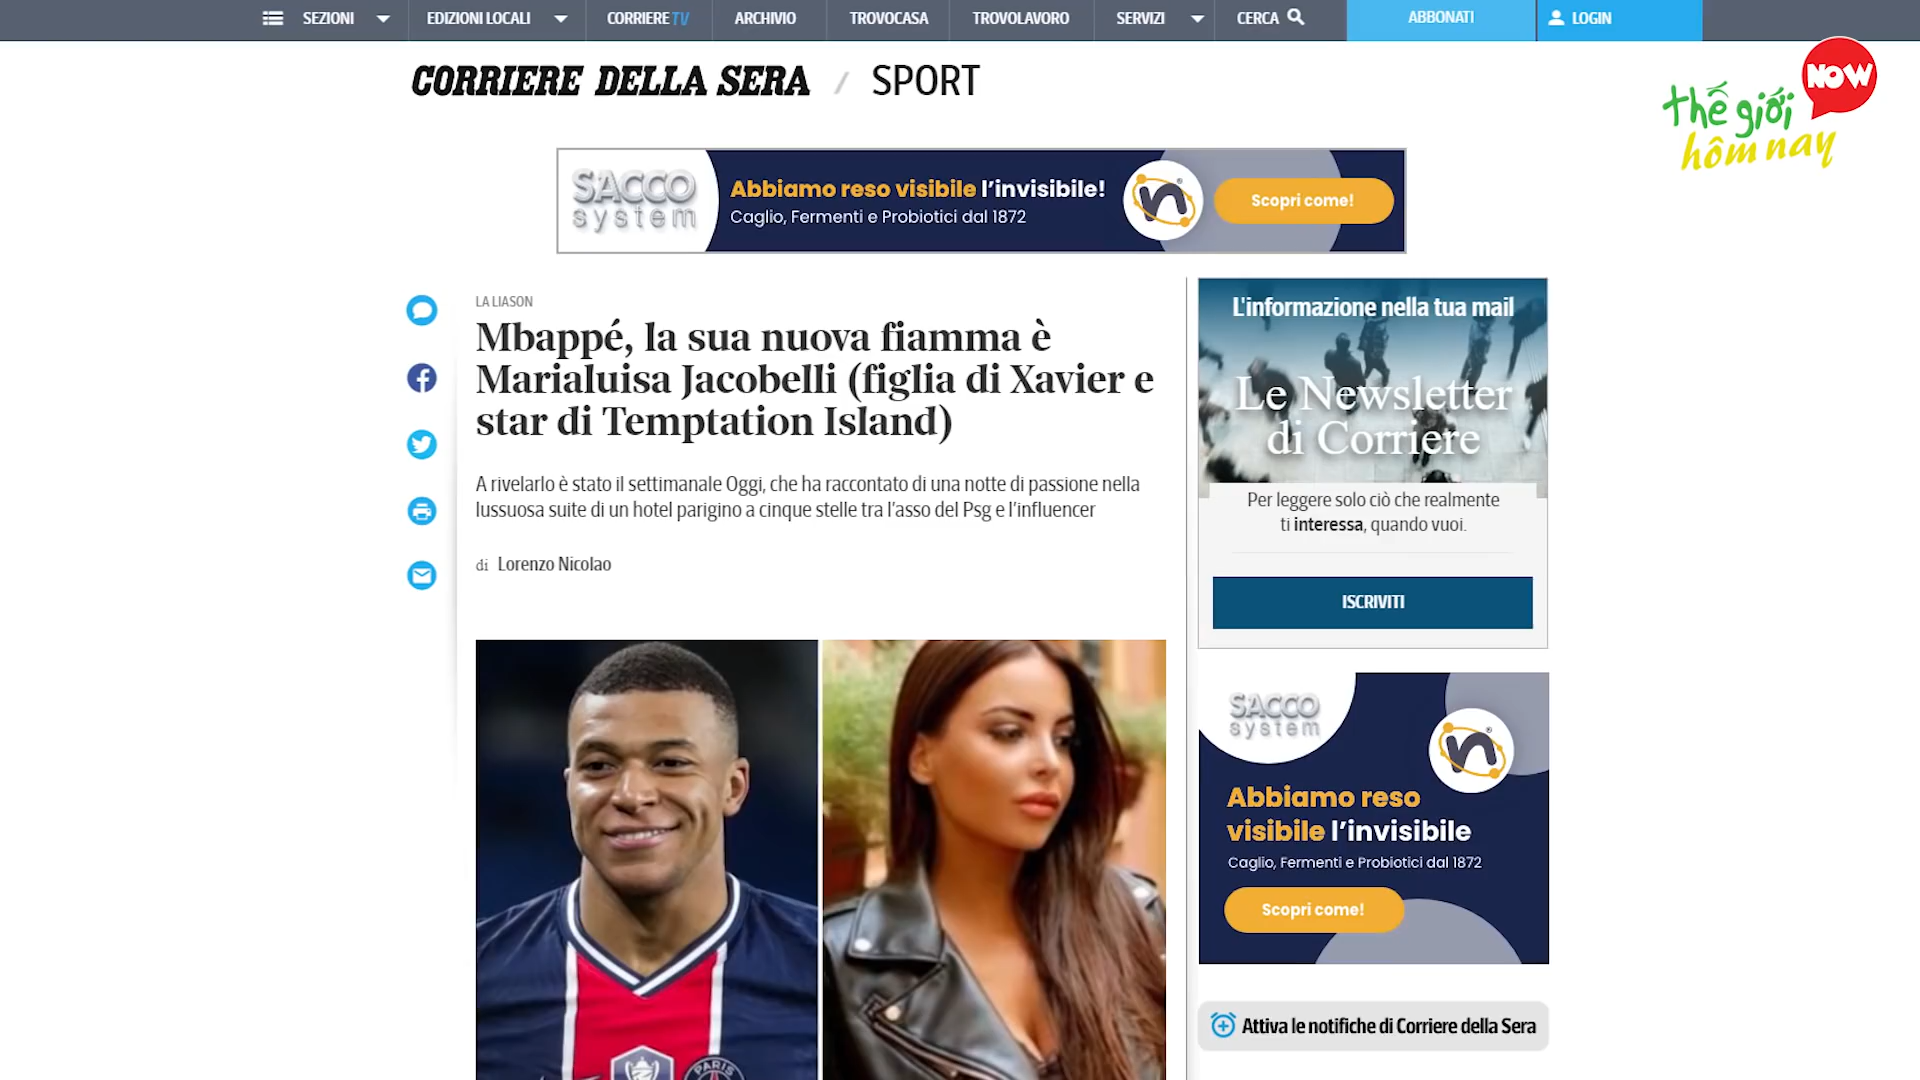 SEZIONI
EDIZIONI LOCALI
CORRIERE TV
ARCHIVIO
TROVOCASA
TROVOLAVORO
SERVIZI
CERCA
ABBONATI
LOGIN
CORRIERE DELLA SERA / SPORT
NOW
thế giới
hôm nay
SACCO
system
Abbiamo reso visibile l'invisibile!
Caglio, Fermenti e Probiotici dal 1872
n
Scopri come!
LA LIASON
Mbappé, la sua nuova fiamma è
Marialuisa Jacobelli (figlia di Xavier e
star di Temptation Island)
A rivelarlo è stato il settimanale Oggi, che ha raccontato di una notte di passione nella
lussuosa suite di un hotel parigino a cinque stelle tra l'asso del Psg e l'influencer
di Lorenzo Nicolao
L'informazione nella tua mail
Le Newsletter
di Corriere
Per leggere solo ciò che realmente
ti interessa, quando vuoi.
ISCRIVITI
SACCO
system
n
Abbiamo reso
visibile l'invisibile
Caglio, Fermenti e Probiotici dal 1872
Scopri come!
Attiva le notifiche di Corriere della Sera
PARIS